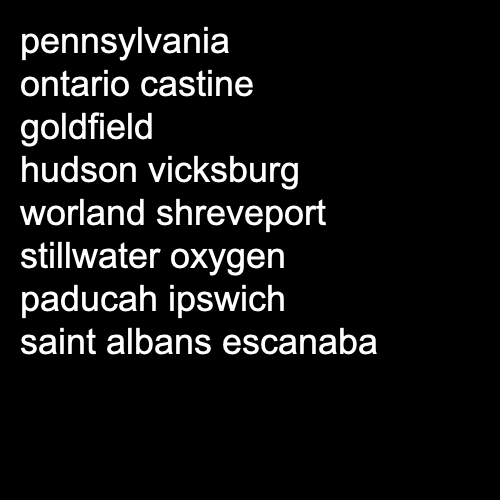 pennsylvania
ontario castine
goldfield
hudson vicksburg
worland shreveport
stillwater oxygen
paducah ipswich
saint albans escanaba